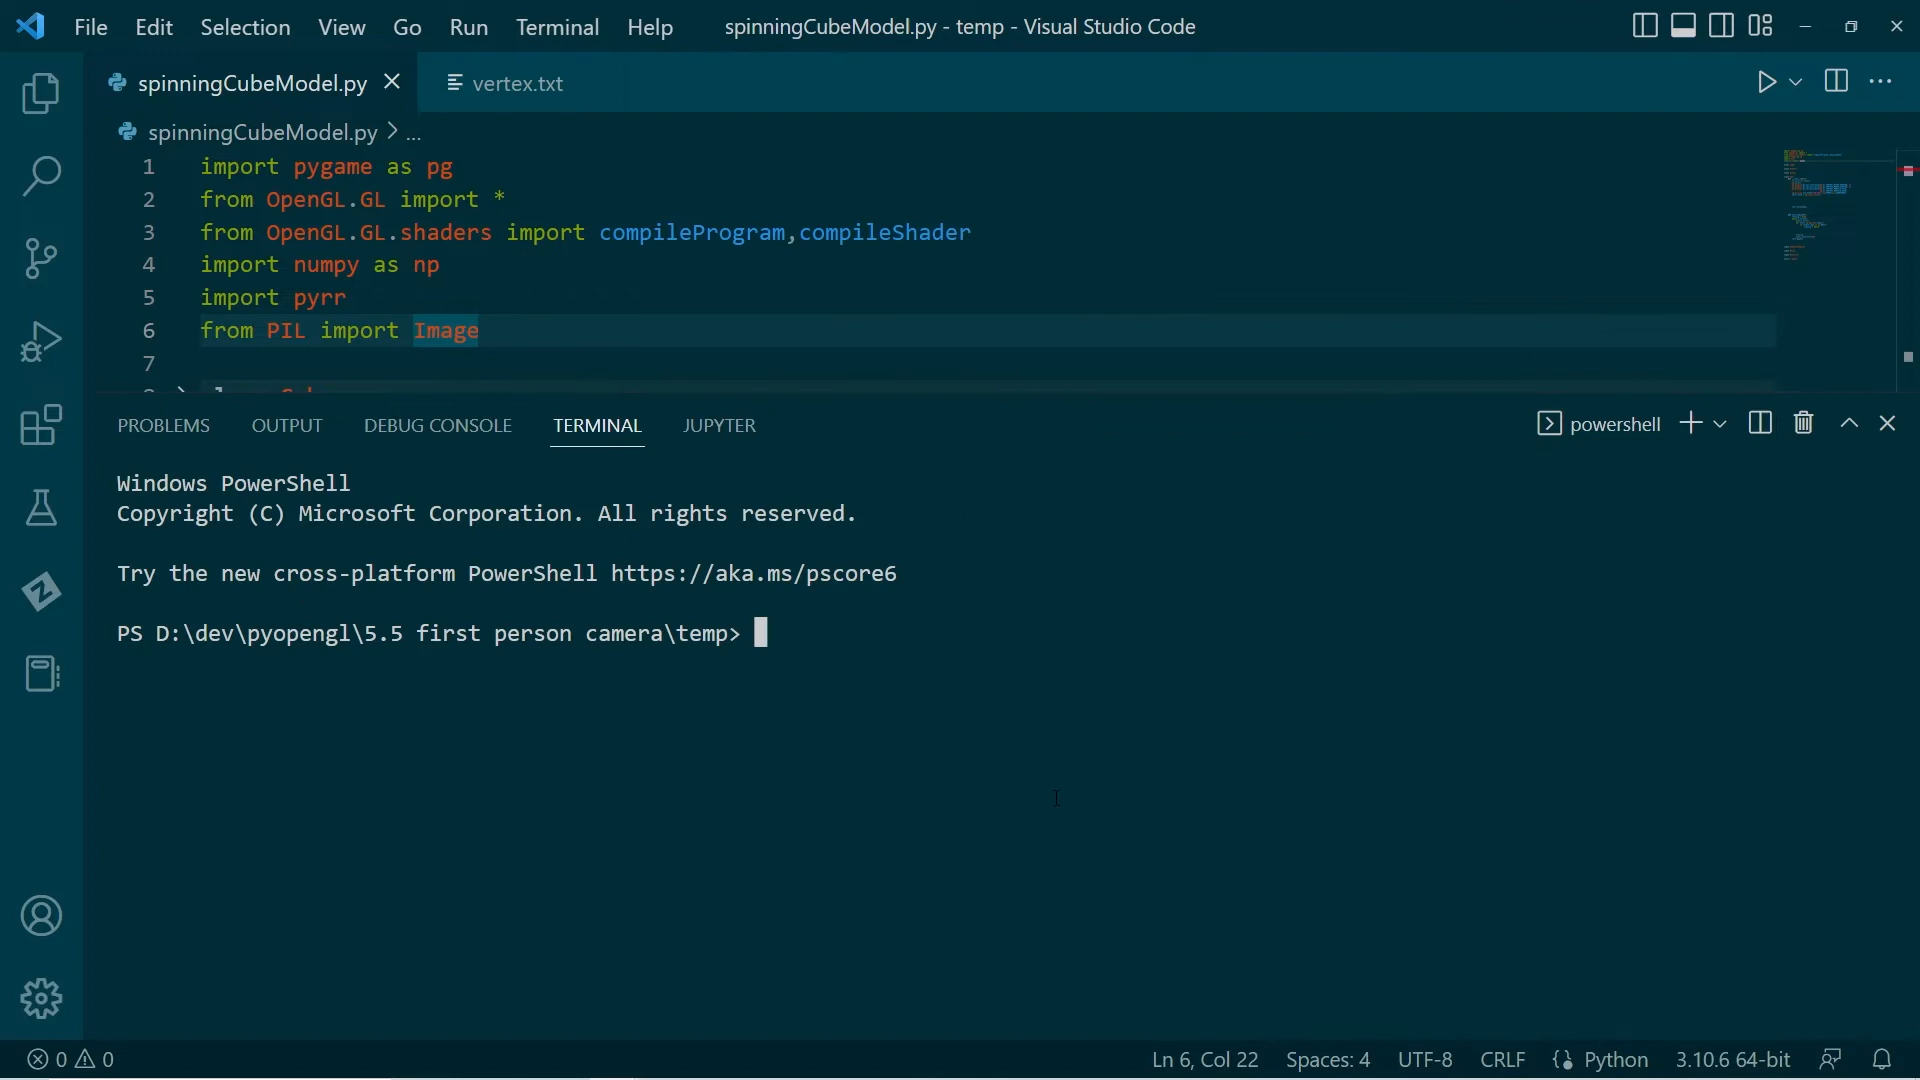 File Edit Selection View Go Run Terminal Help spinningCubeModel.py - temp - Visual Studio Code
spinningCubeModel.py vertex.txt
spinningCubeModel.py > ...
1 import pygame as pg
2 from OpenGL.GL import *
3 from OpenGL.GL.shaders import compileProgram,compileShader
4 import numpy as np
5 import pyrr
6 from PIL import Image
7
PROBLEMS OUTPUT DEBUG CONSOLE TERMINAL JUPYTER powershell
Windows PowerShell
Copyright (C) Microsoft Corporation. All rights reserved.
Try the new cross-platform PowerShell https://aka.ms/pscore6
PS D:\dev\pyopengl\5.5 first person camera\temp>
0 0 Ln 6, Col 22 Spaces: 4 UTF-8 CRLF Python 3.10.6 64-bit